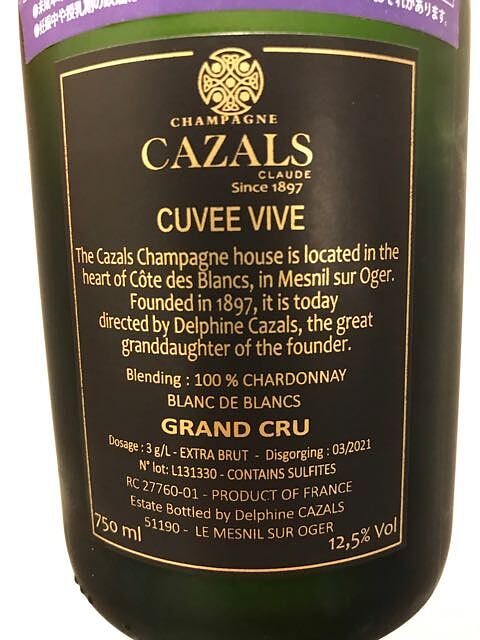 CHAMPAGNE
CAZALS
CLAUDE
Since 1897
CUVEE VIVE
The Cazals Champagne house is located in the
heart of Côte des Blancs, in Mesnil sur Oger.
Founded in 1897, it is today
directed by Delphine Cazals, the great
granddaughter of the founder.
Blending : 100 % CHARDONNAY
BLANC DE BLANCS
GRAND CRU
Dosage : 3 g/L - EXTRA BRUT - Disgorging : 03/2021
N° lot: L131330 - CONTAINS SULFITES
RC 27760-01 - PRODUCT OF FRANCE
Estate Bottled by Delphine CAZALS
51190 - LE MESNIL SUR OGER
750 ml
12,5% Vol